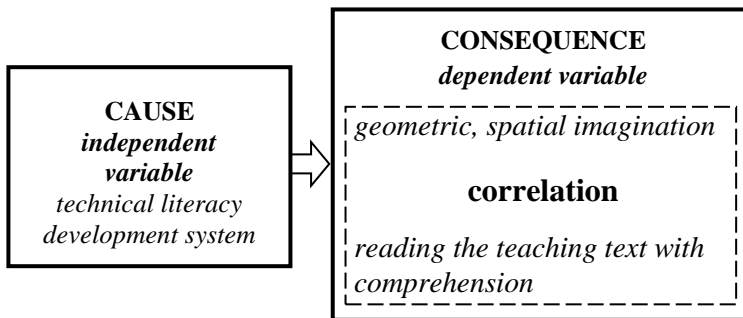 CAUSE
independent
variable
technical literacy
development system
CONSEQUENCE
dependent variable
geometric, spatial imagination
correlation
reading the teaching text with
comprehension